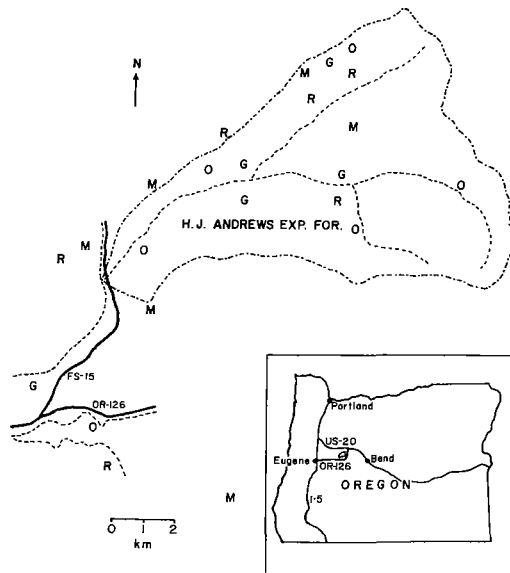 O
M G
R
N
R
M
R
O G
M
G
M
G
O
R
H.J. ANDREWS EXP. FOR.
O
M
O
R
M
G
FS-15
OR-126
O
R
M
0 1 2
km
Portland
US-20
Eugene
OR-126
Bend
OREGON
I-5